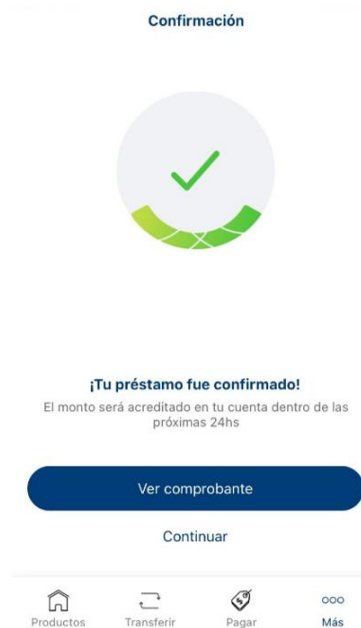 Confirmación
¡Tu préstamo fue confirmado!
El monto será acreditado en tu cuenta dentro de las
próximas 24hs
Ver comprobante
Continuar
Productos
Transferir
Pagar
Más